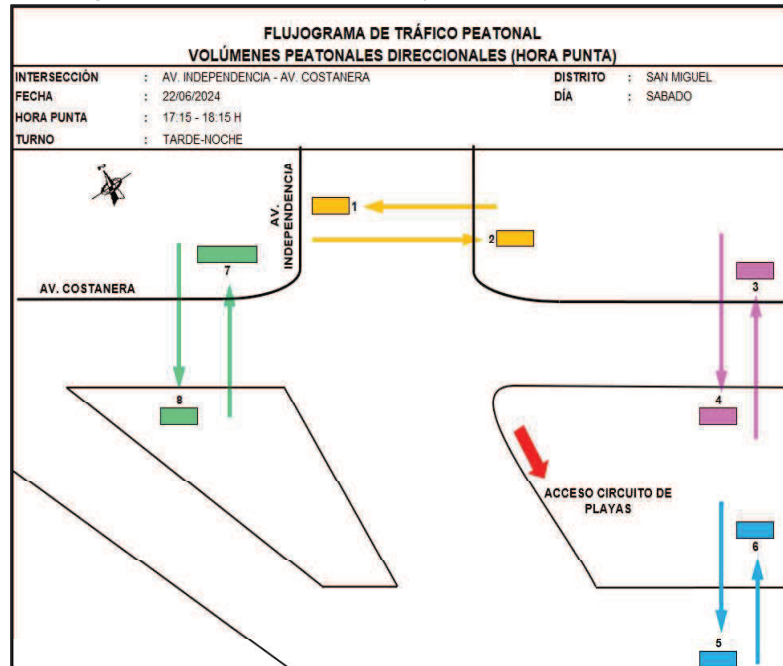 FLUJOGRAMA DE TRÁFICO PEATONAL
VOLÚMENES PEATONALES DIRECCIONALES (HORA PUNTA)
INTERSECCIÓN : AV. INDEPENDENCIA - AV. COSTANERA DISTRITO : SAN MIGUEL
FECHA : 22/06/2024 DÍA : SABADO
HORA PUNTA : 17:15 - 18:15 H
TURNO : TARDE-NOCHE
AV. INDEPENDENCIA
1
2
7
3
AV. COSTANERA
8
4
ACCESO CIRCUITO DE
PLAYAS
6
5